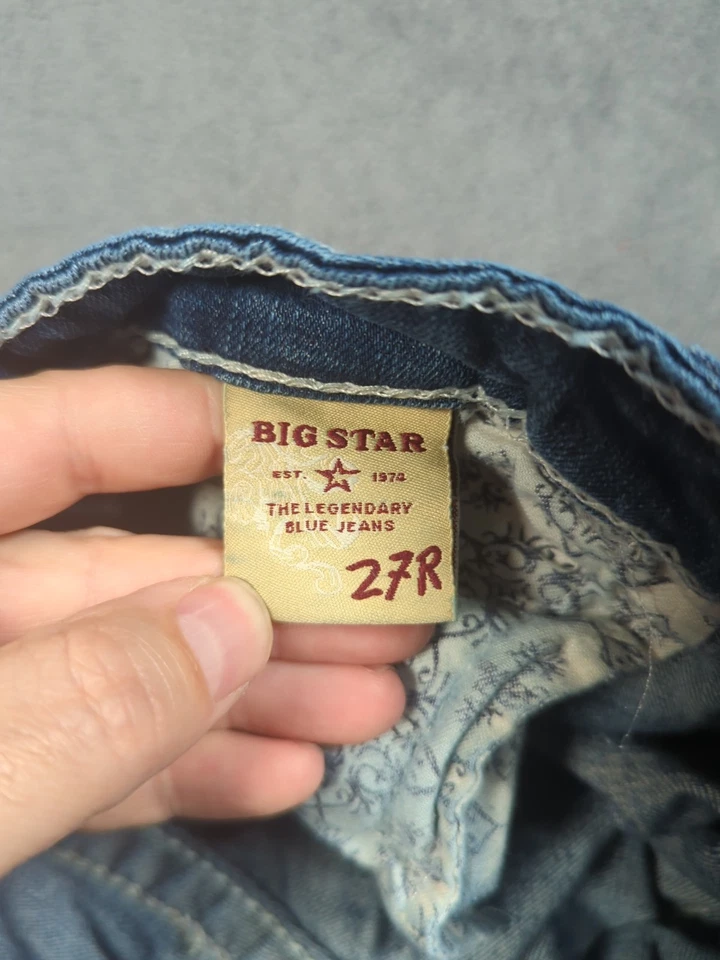 BIG STAR
EST. 1974
THE LEGENDARY
BLUE JEANS
27R